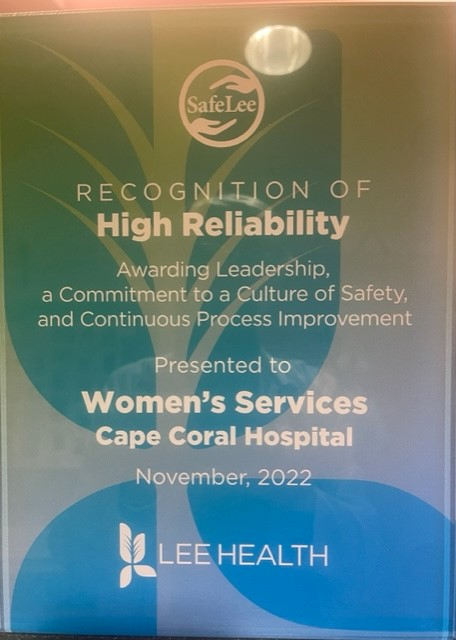 SafeLee
RECOGNITION OF
High Reliability
Awarding Leadership,
a Commitment to a Culture of Safety,
and Continuous Process Improvement
Presented to
Women's Services
Cape Coral Hospital
November, 2022
LEE HEALTH